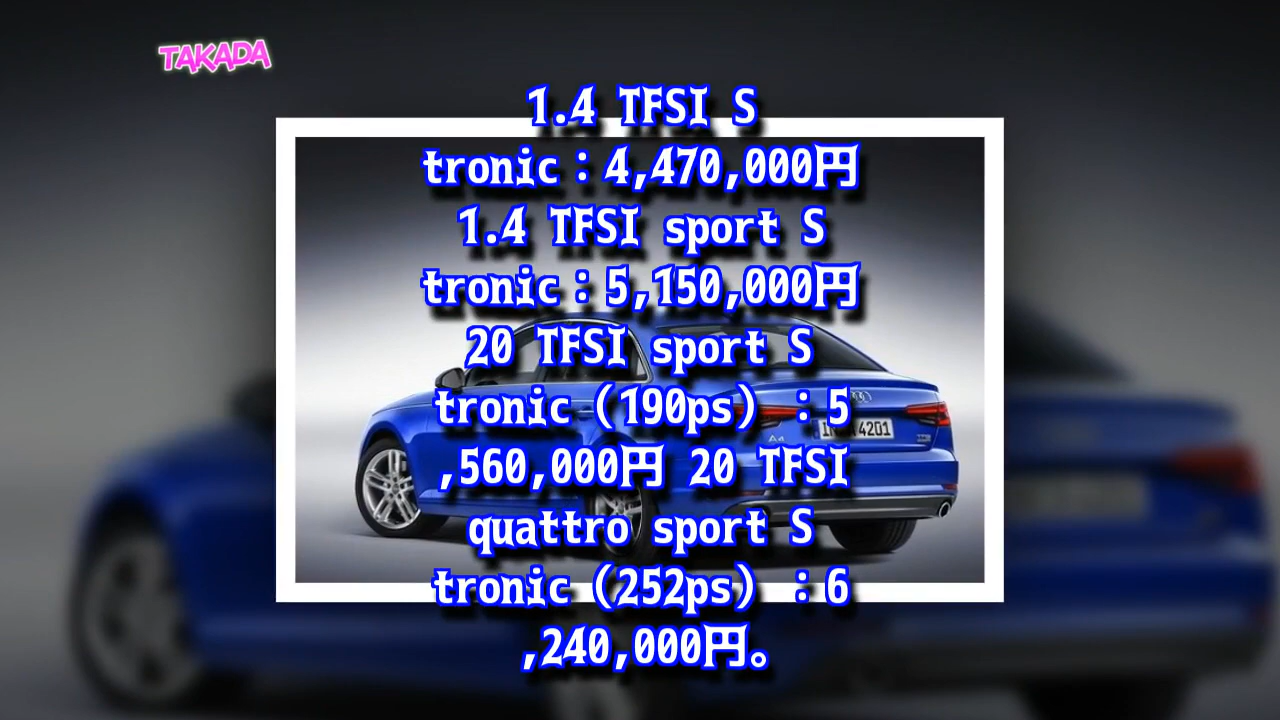 TAKADA
1.4 TFSI S
tronic：4,470,000円
1.4 TFSI sport S
tronic：5,150,000円
20 TFSI sport S
tronic（190ps）：5
,560,000円 20 TFSI
quattro sport S
tronic（252ps）：6
,240,000円。
A4
4201